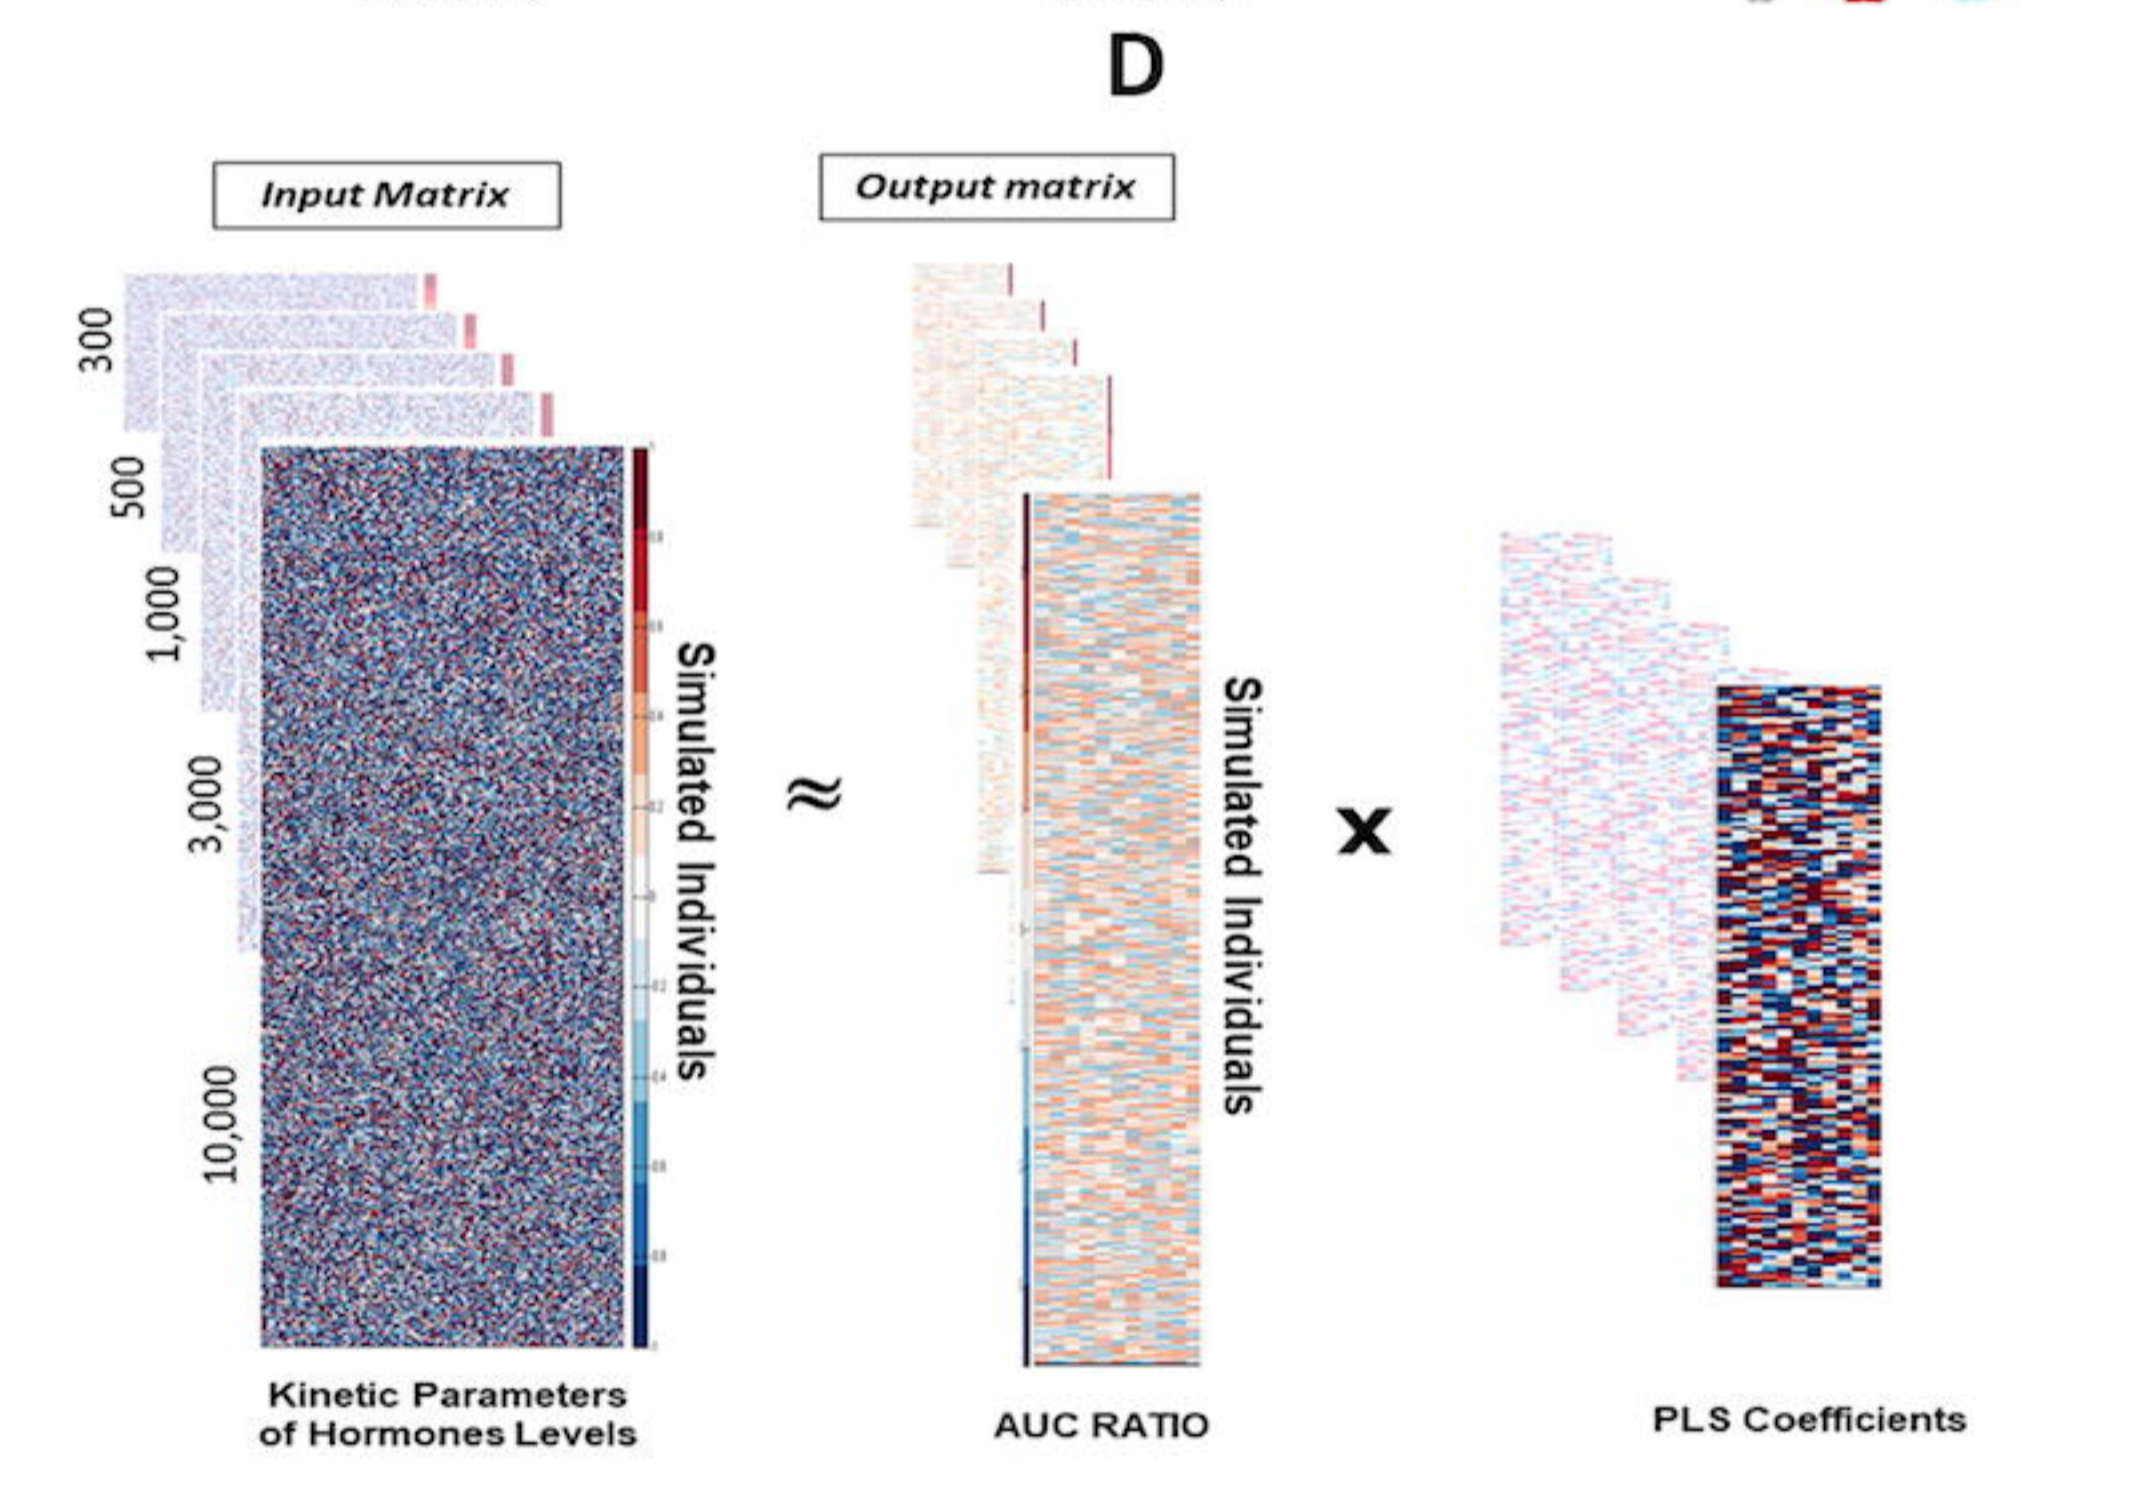 D
Input Matrix
Output matrix
300
500
1,000
3,000
10,000
Simulated Individuals
≈
Simulated Individuals
x
Kinetic Parameters
of Hormones Levels
AUC RATIO
PLS Coefficients